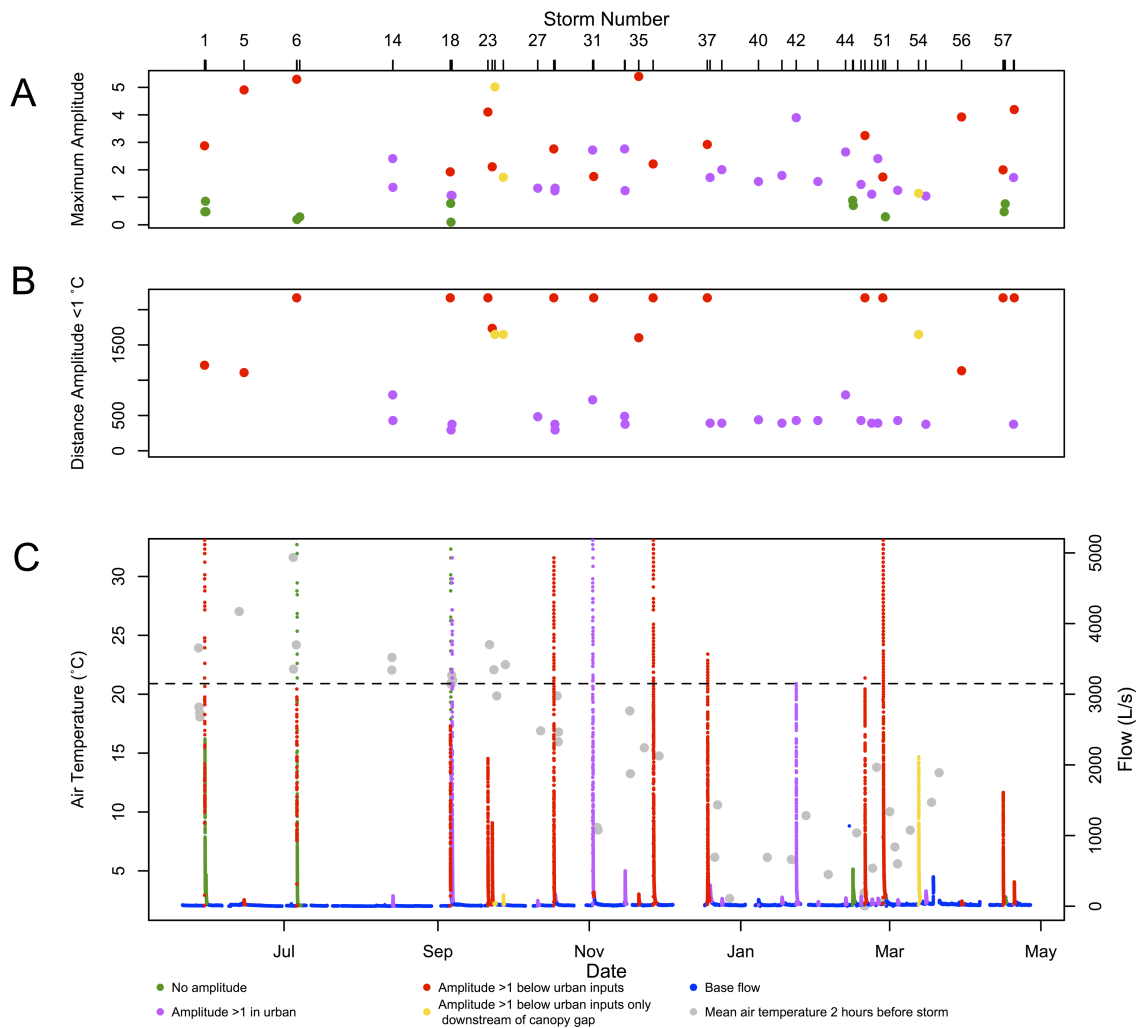 Storm Number
1 5 6 14 18 23 27 31 35 37 40 42 44 51 54 56 57
A
Maximum Amplitude
5
4
3
2
1
0
B
Distance Amplitude <1 °C
1500
500
0
C
Air Temperature (°C)
30
25
20
15
10
5
Flow (L/s)
5000
4000
3000
2000
1000
0
Jul Sep Nov Jan Mar May
Date
No amplitude
Amplitude >1 in urban
Amplitude >1 below urban inputs
Amplitude >1 below urban inputs only
downstream of canopy gap
Base flow
Mean air temperature 2 hours before storm